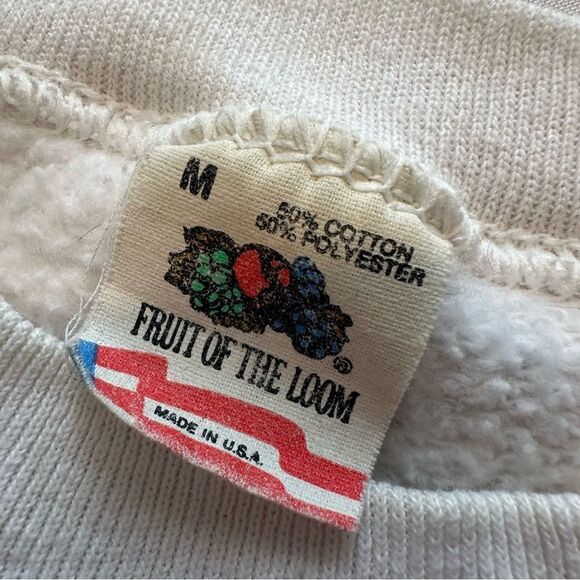 M
50% COTTON
50% POLYESTER
FRUIT OF THE LOOM
®
MADE IN U.S.A.